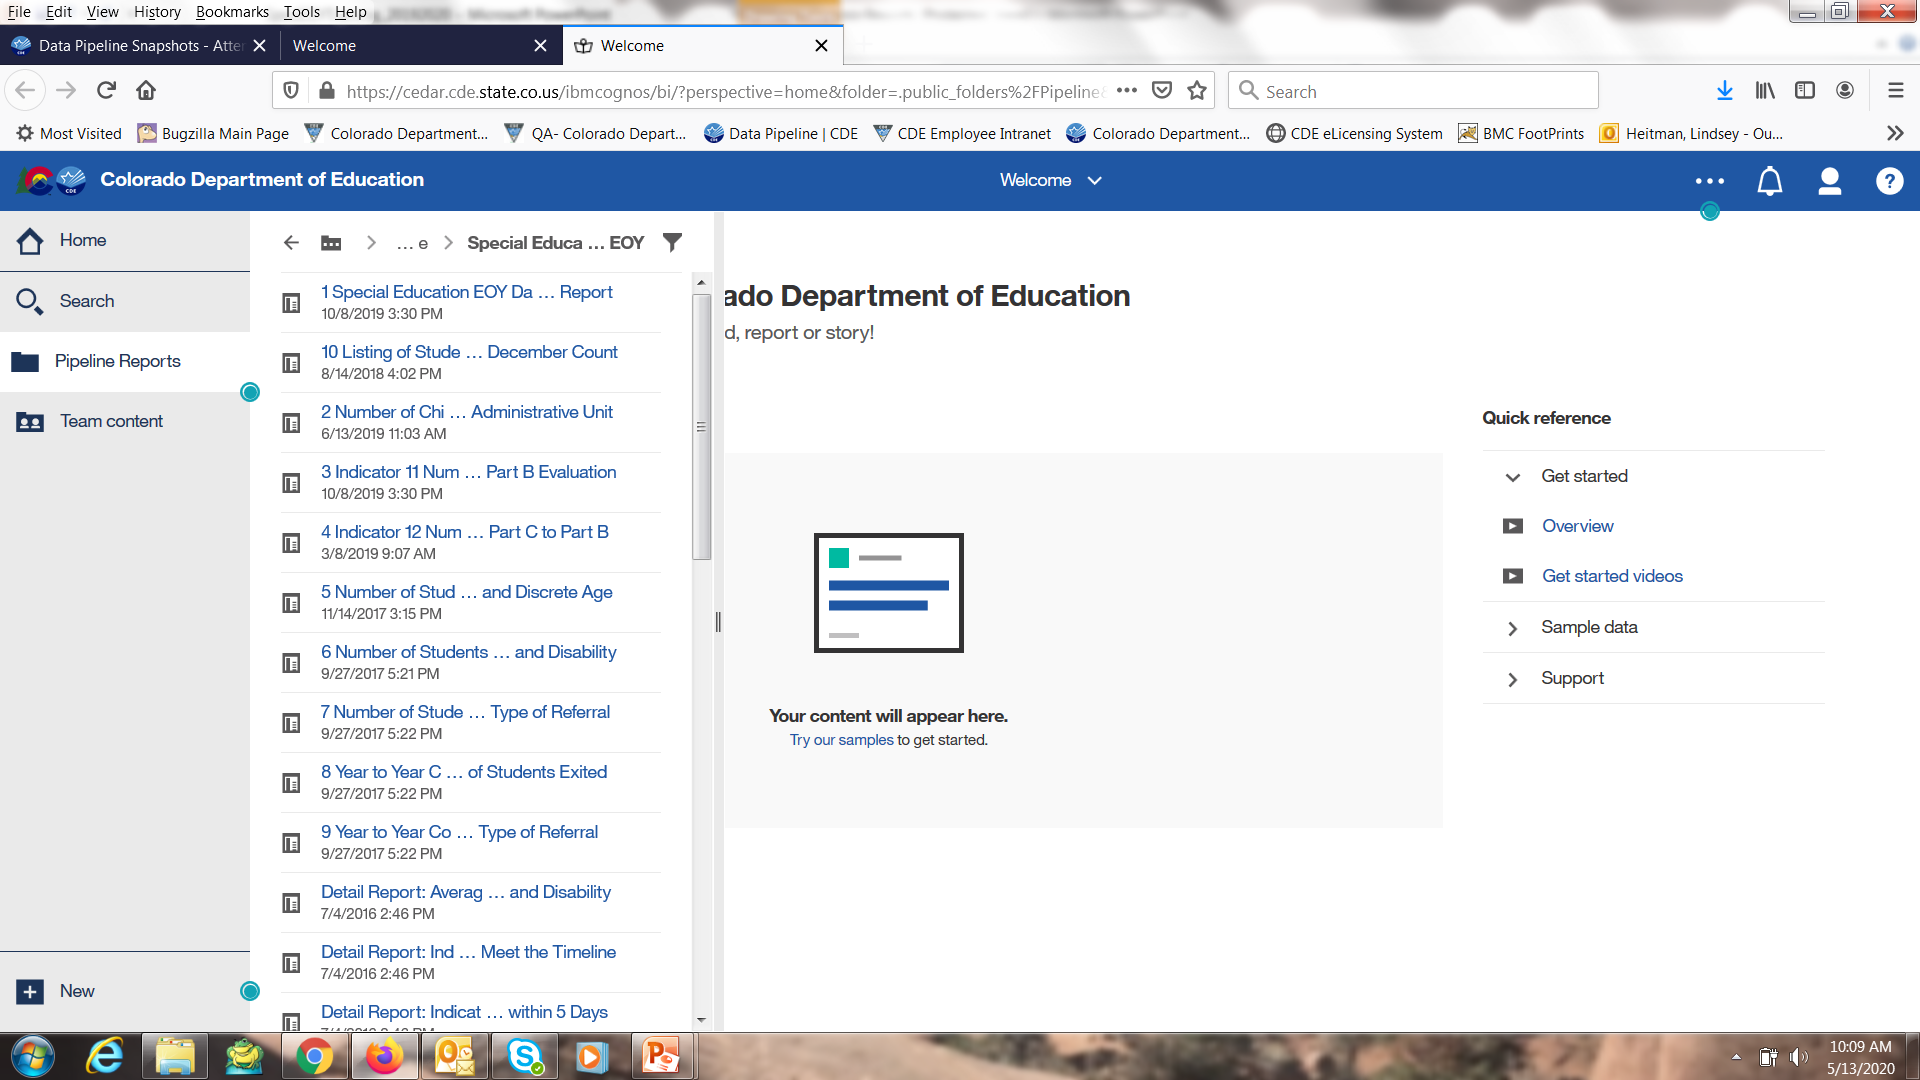 File Edit View History Bookmarks Tools Help
Data Pipeline Snapshots - Atter
Welcome
Welcome
https://cedar.cde.state.co.us/ibmcognos/bi/?perspective=home&folder=.public_folders%2FPipeline&
Search
Most Visited Bugzilla Main Page Colorado Department... QA- Colorado Depart... Data Pipeline | CDE CDE Employee Intranet Colorado Department... CDE eLicensing System BMC FootPrints Heitman, Lindsey - Ou...
CDE
Colorado Department of Education
Welcome
Home
Search
Pipeline Reports
Team content
New
... e
Special Educa ... EOY
1 Special Education EOY Da ... Report
10/8/2019 3:30 PM
10 Listing of Stude ... December Count
8/14/2018 4:02 PM
2 Number of Chi ... Administrative Unit
6/13/2019 11:03 AM
3 Indicator 11 Num ... Part B Evaluation
10/8/2019 3:30 PM
4 Indicator 12 Num ... Part C to Part B
3/8/2019 9:07 AM
5 Number of Stud ... and Discrete Age
11/14/2017 3:15 PM
6 Number of Students ... and Disability
9/27/2017 5:21 PM
7 Number of Stude ... Type of Referral
9/27/2017 5:22 PM
8 Year to Year C ... of Students Exited
9/27/2017 5:22 PM
9 Year to Year Co ... Type of Referral
9/27/2017 5:22 PM
Detail Report: Averag ... and Disability
7/4/2016 2:46 PM
Detail Report: Ind ... Meet the Timeline
7/4/2016 2:46 PM
Detail Report: Indicat ... within 5 Days
ado Department of Education
d, report or story!
Your content will appear here.
Try our samples to get started.
Quick reference
Get started
Overview
Get started videos
Sample data
Support
10:09 AM
5/13/2020